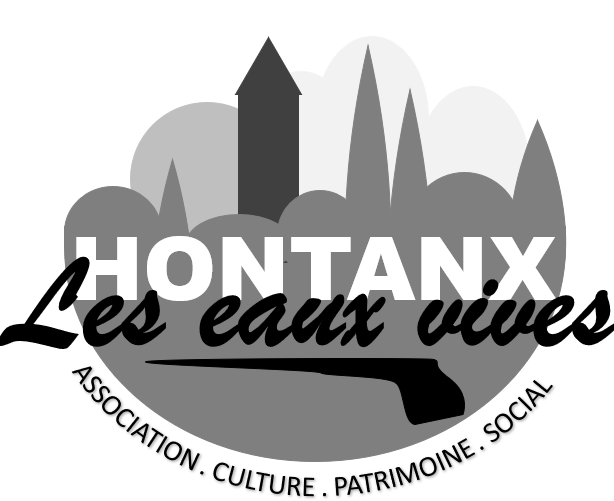 HONTANX
Les eaux vives
ASSOCIATION . CULTURE . PATRIMOINE . SOCIAL